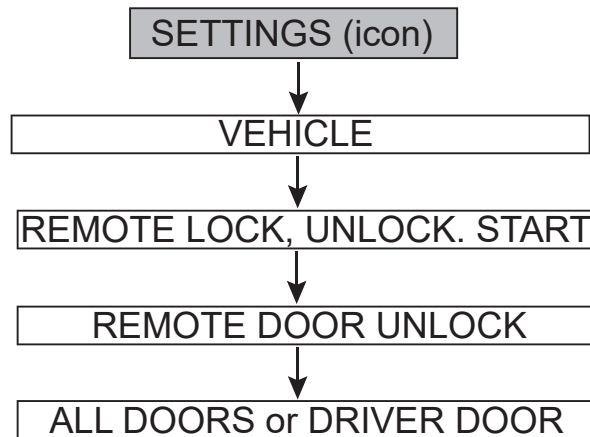 SETTINGS (icon)
VEHICLE
REMOTE LOCK, UNLOCK. START
REMOTE DOOR UNLOCK
ALL DOORS or DRIVER DOOR